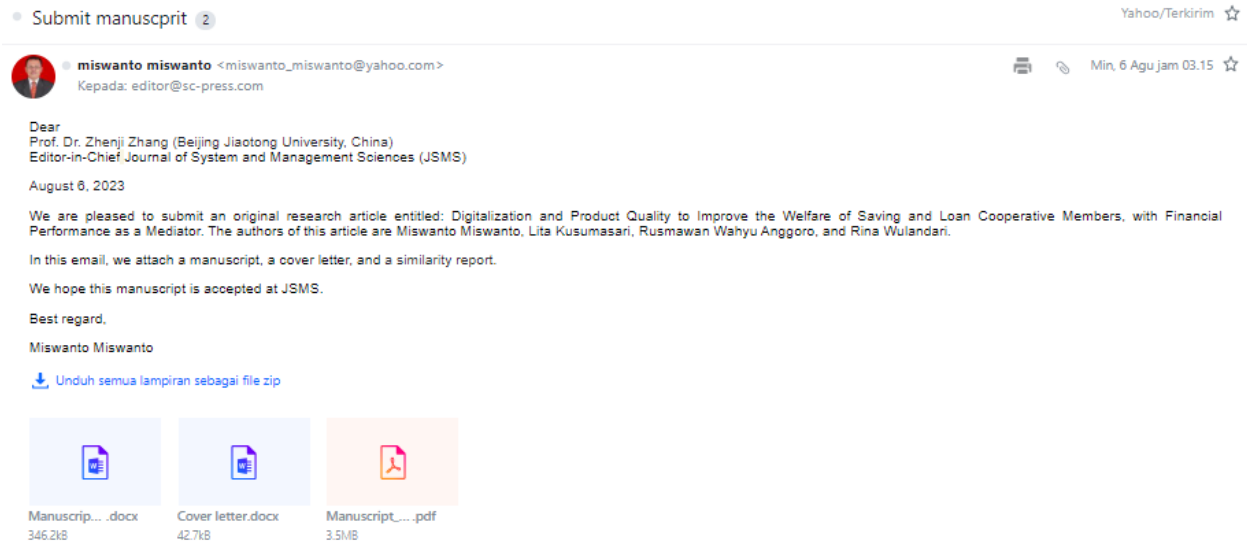 Submit manuscprit 2
Yahoo/Terkirim
miswanto miswanto <miswanto_miswanto@yahoo.com>
Min, 6 Agu jam 03.15
Kepada: editor@sc-press.com
Dear
Prof. Dr. Zhenji Zhang (Beijing Jiaotong University, China)
Editor-in-Chief Journal of System and Management Sciences (JSMS)
August 6, 2023
We are pleased to submit an original research article entitled: Digitalization and Product Quality to Improve the Welfare of Saving and Loan Cooperative Members, with Financial
Performance as a Mediator. The authors of this article are Miswanto Miswanto, Lita Kusumasari, Rusmawan Wahyu Anggoro, and Rina Wulandari.
In this email, we attach a manuscript, a cover letter, and a similarity report.
We hope this manuscript is accepted at JSMS.
Best regard,
Miswanto Miswanto
Unduh semua lampiran sebagai file zip
Manuscrip... .docx
346.2kB
Cover letter.docx
42.7kB
Manuscript_... .pdf
3.5MB